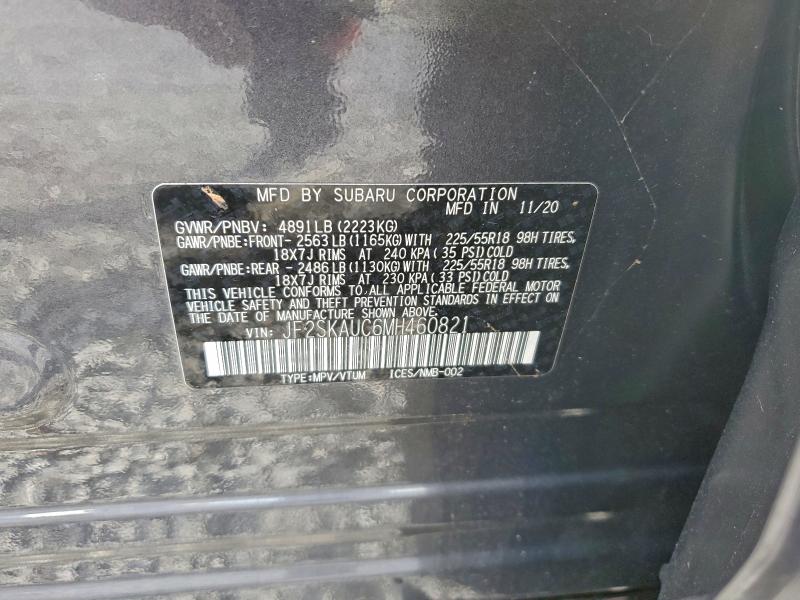 MFD BY SUBARU CORPORATION
MFD IN 11/20
GVWR/PNBV: 4891LB(2223KG)
GAWR/PNBE:FRONT- 2563LB(1165KG)WITH 225/55R18 98H TIRES,
18X7J RIMS AT 240 KPA(35 PSI)COLD
GAWR/PNBE:REAR - 2486LB(1130KG)WITH 225/55R18 98H TIRES,
18X7J RIMS AT 230 KPA(33 PSI)COLD
THIS VEHICLE CONFORMS TO ALL APPLICABLE FEDERAL MOTOR
VEHICLE SAFETY AND THEFT PREVENTION STANDARDS IN EFFECT ON
THE DATE OF MANUFACTURE SHOWN ABOVE.
VIN: JF2SKAUC6MH460821
TYPE:MPV/VTUM ICES/NMB-002